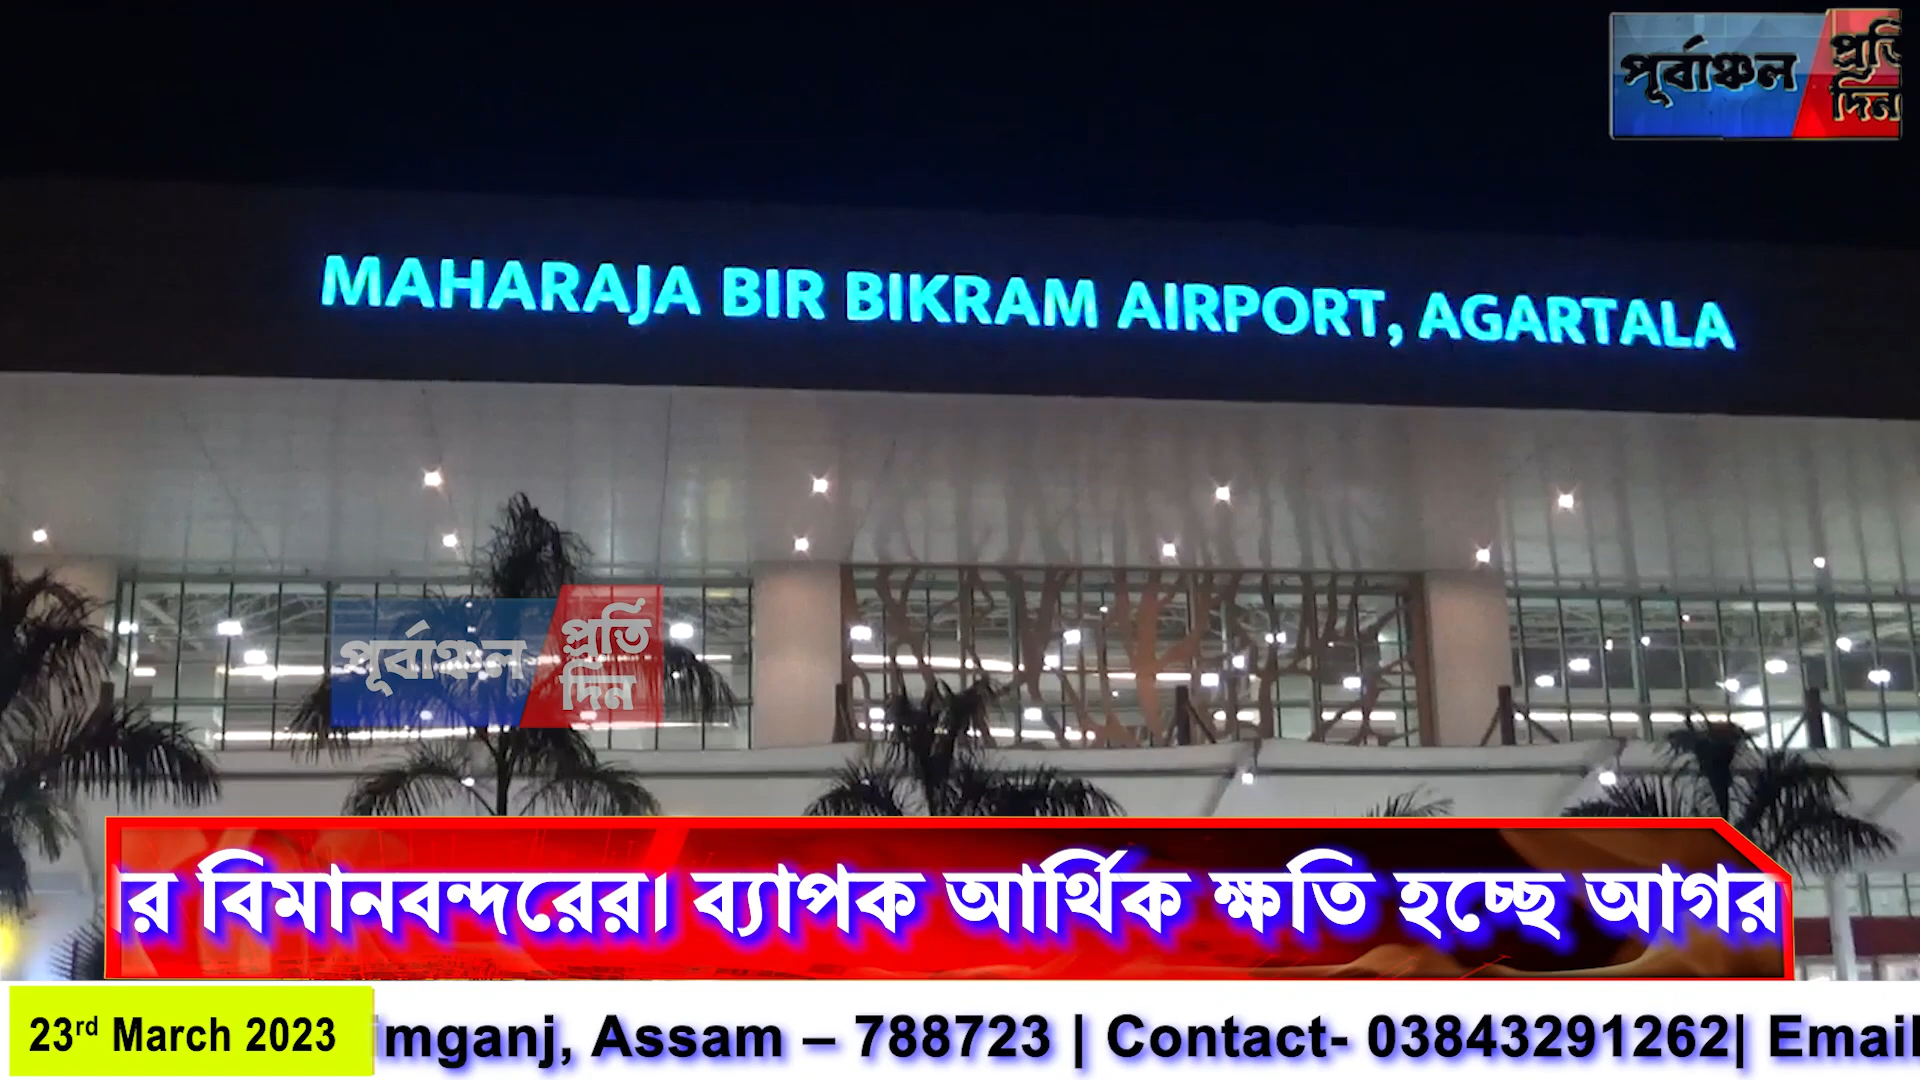 পূর্বাঞ্চল প্রতি দিন
MAHARAJA BIR BIKRAM AIRPORT, AGARTALA
পূর্বাঞ্চল প্রতি দিন
র বিমানবন্দরের। ব্যাপক আর্থিক ক্ষতি হচ্ছে আগর
23rd March 2023
imganj, Assam – 788723 | Contact- 03843291262| Email